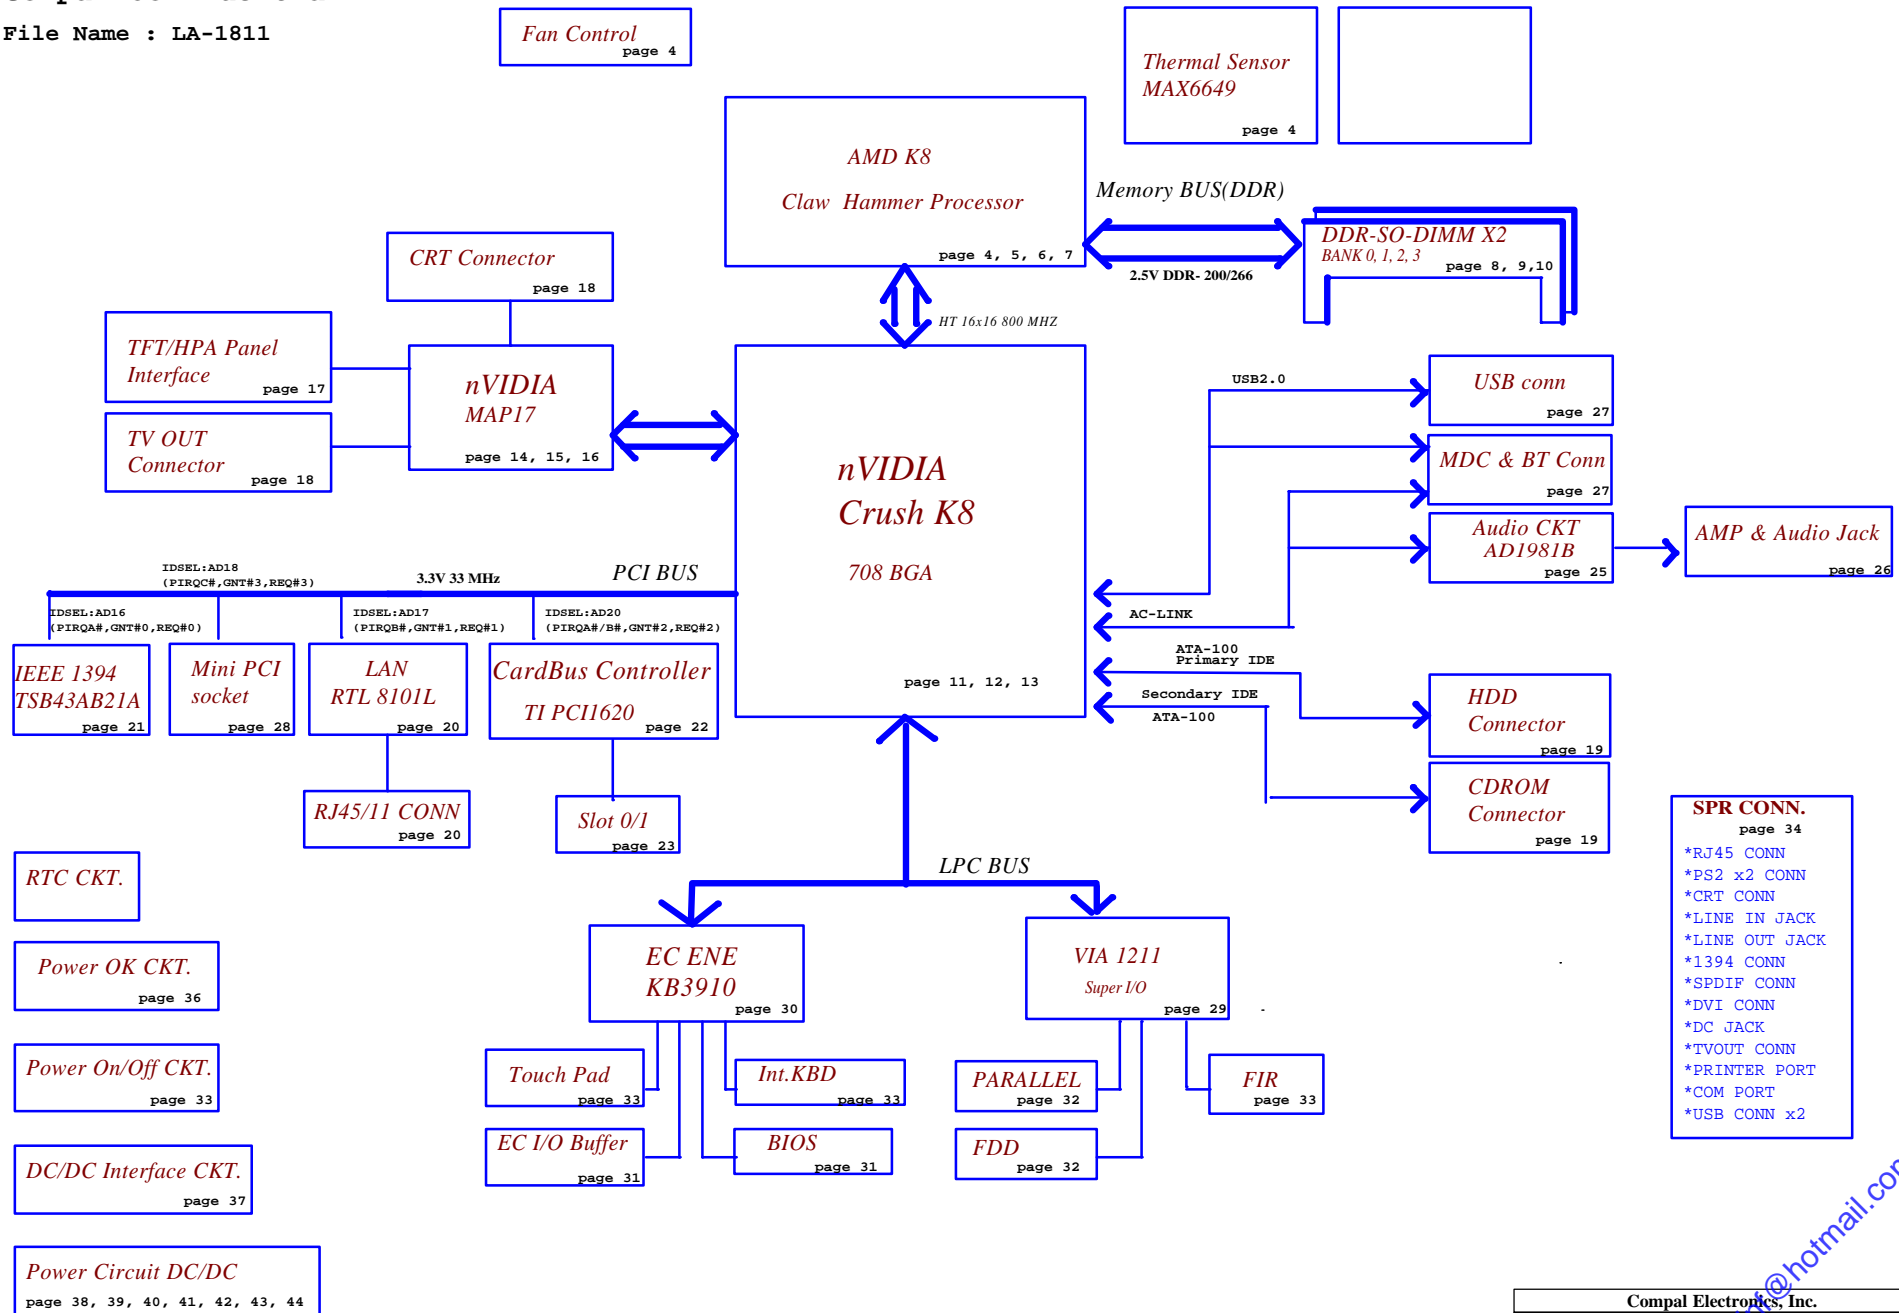 File Name : LA-1811
Fan Control
page 4
Thermal Sensor
MAX6649
page 4
AMD K8
Claw Hammer Processor
page 4, 5, 6, 7
Memory BUS(DDR)
2.5V DDR- 200/266
DDR-SO-DIMM X2
BANK 0, 1, 2, 3
page 8, 9,10
HT 16x16 800 MHZ
CRT Connector
page 18
TFT/HPA Panel
Interface
page 17
TV OUT
Connector
page 18
nVIDIA
MAP17
page 14, 15, 16
nVIDIA
Crush K8
708 BGA
page 11, 12, 13
USB2.0
USB conn
page 27
MDC & BT Conn
page 27
Audio CKT
AD1981B
page 25
AMP & Audio Jack
page 26
AC-LINK
ATA-100
Primary IDE
Secondary IDE
ATA-100
HDD
Connector
page 19
CDROM
Connector
page 19
IDSEL:AD18
(PIRQC#,GNT#3,REQ#3)
3.3V 33 MHz
PCI BUS
IDSEL:AD16
(PIRQA#,GNT#0,REQ#0)
IDSEL:AD17
(PIRQB#,GNT#1,REQ#1)
IDSEL:AD20
(PIRQA#/B#,GNT#2,REQ#2)
IEEE 1394
TSB43AB21A
page 21
Mini PCI
socket
page 28
LAN
RTL 8101L
page 20
CardBus Controller
TI PCI1620
page 22
RJ45/11 CONN
page 20
Slot 0/1
page 23
LPC BUS
EC ENE
KB3910
page 30
VIA 1211
Super I/O
page 29
Touch Pad
page 33
Int.KBD
page 33
EC I/O Buffer
page 31
BIOS
page 31
PARALLEL
page 32
FIR
page 33
FDD
page 32
RTC CKT.
Power OK CKT.
page 36
Power On/Off CKT.
page 33
DC/DC Interface CKT.
page 37
Power Circuit DC/DC
page 38, 39, 40, 41, 42, 43, 44
SPR CONN.
page 34
*RJ45 CONN
*PS2 x2 CONN
*CRT CONN
*LINE IN JACK
*LINE OUT JACK
*1394 CONN
*SPDIF CONN
*DVI CONN
*DC JACK
*TVOUT CONN
*PRINTER PORT
*COM PORT
*USB CONN x2
Compal Electronics, Inc.